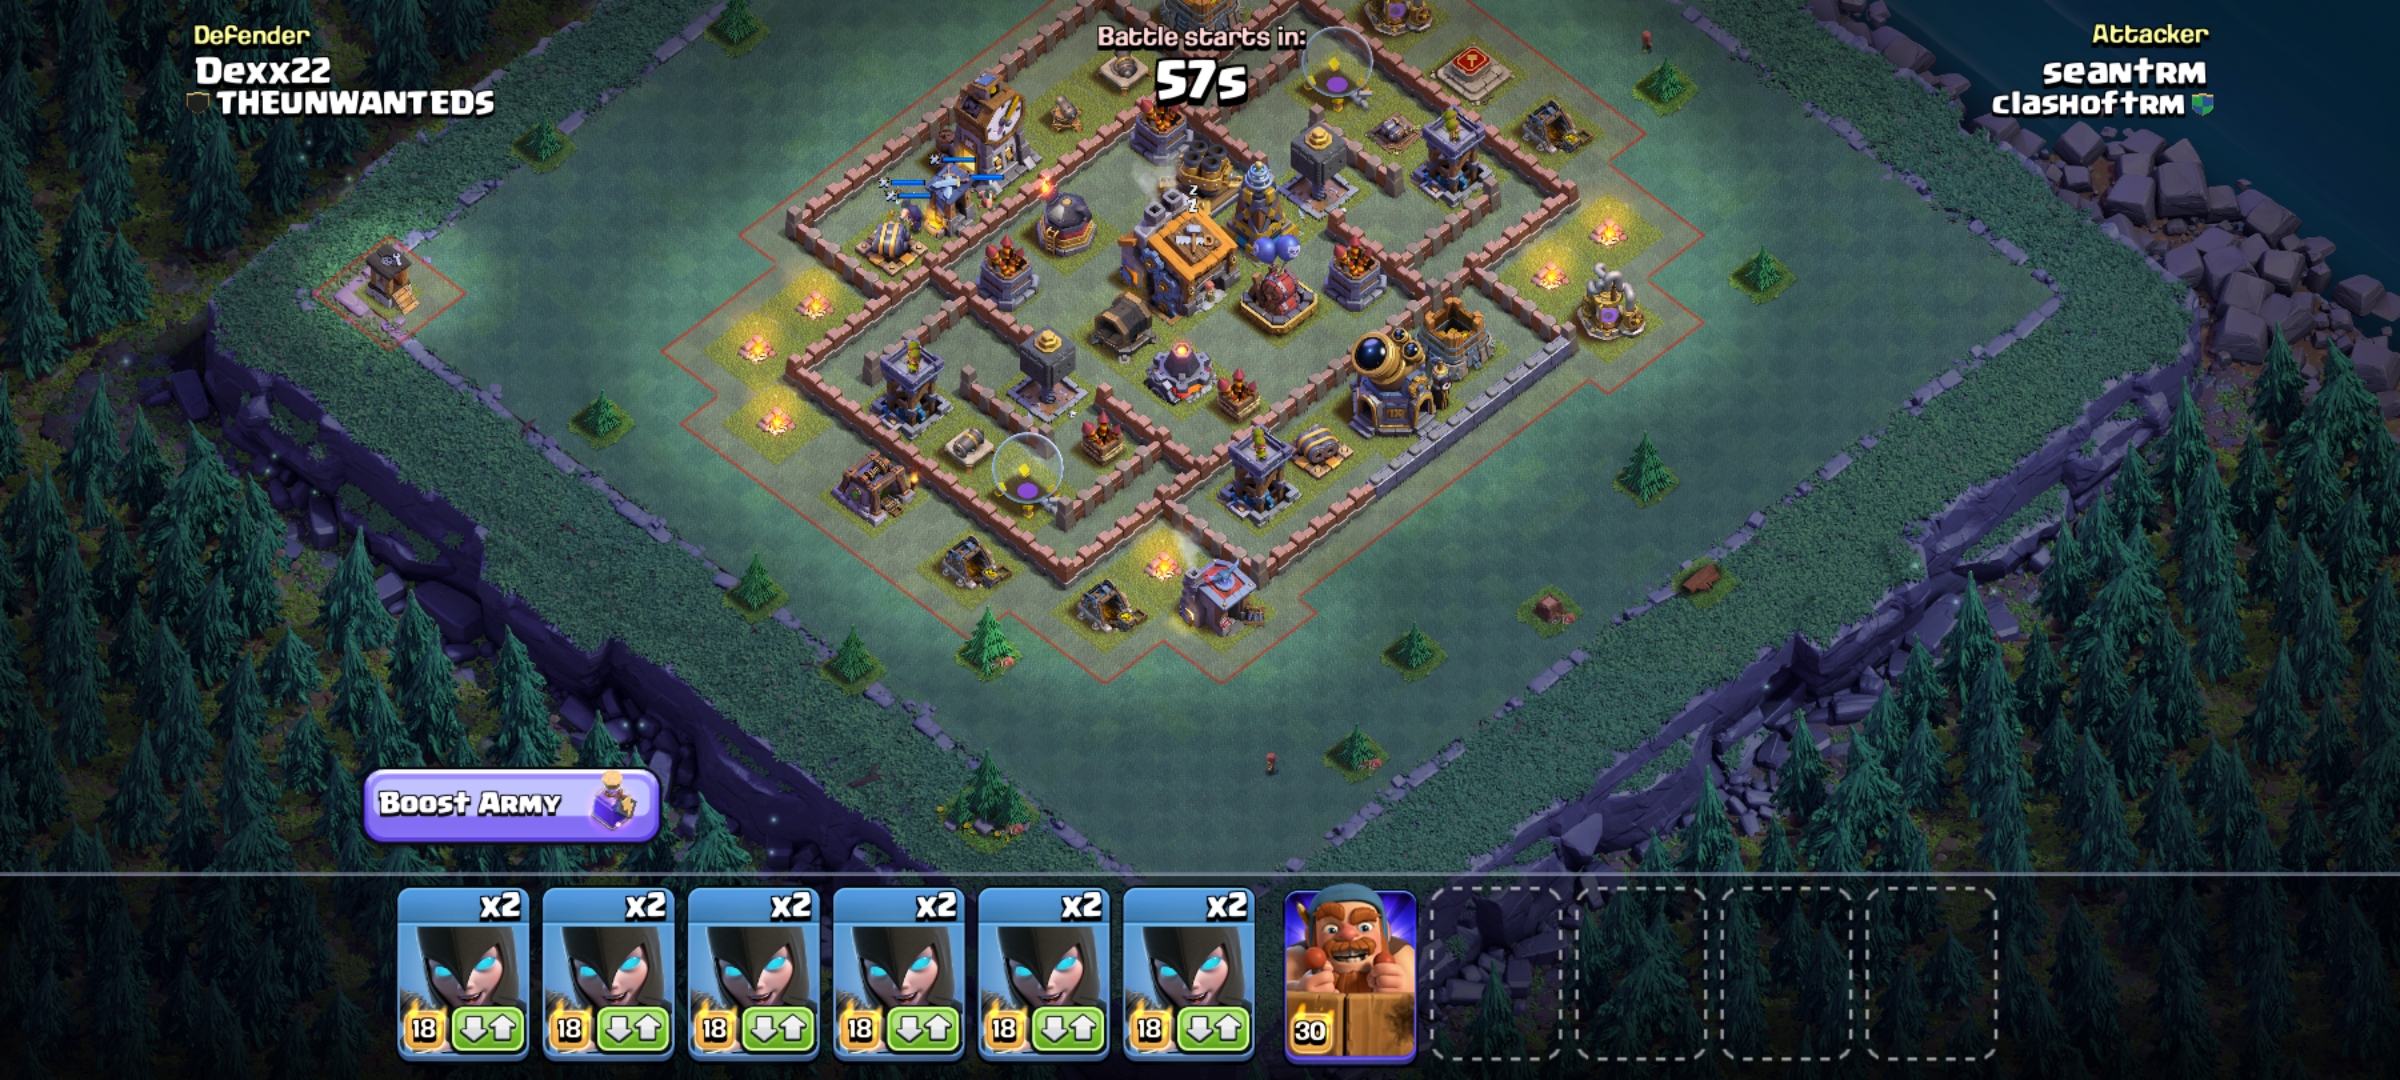 Defender
Dexx22
THEUNWANTEDS
Battle starts in:
57s
Attacker
seantRM
clashoftRM
z
z
Boost Army
x2
x2
x2
x2
x2
x2
18
18
18
18
18
18
30